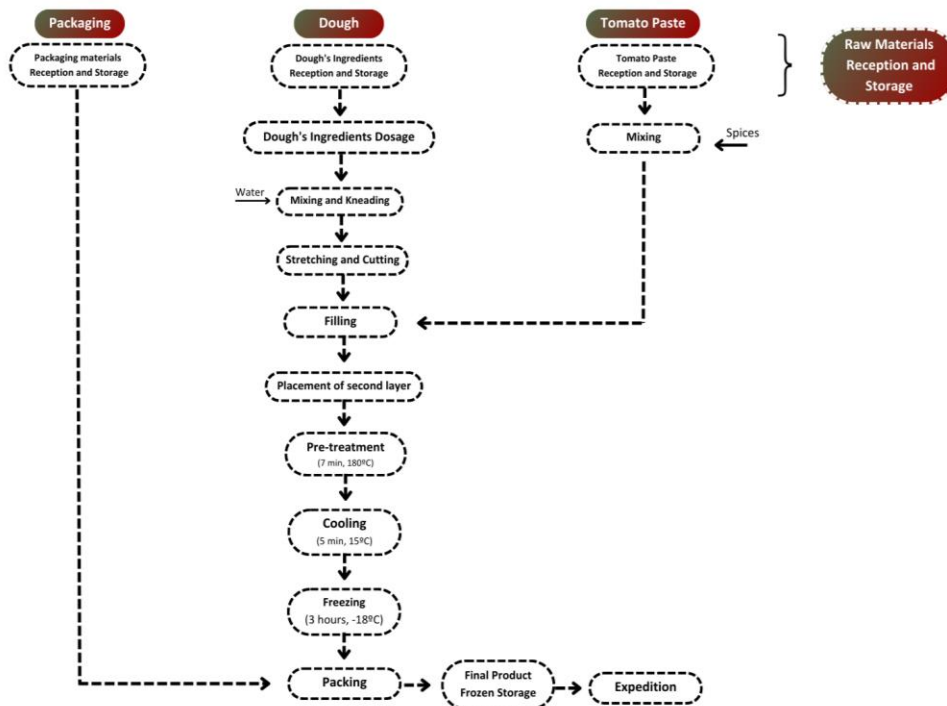 Packaging
Dough
Tomato Paste
Packaging materials
Reception and Storage
Dough's Ingredients
Reception and Storage
Tomato Paste
Reception and Storage
Raw Materials
Reception and
Storage
Dough's Ingredients Dosage
Mixing
Spices
Water
Mixing and Kneading
Stretching and Cutting
Filling
Placement of second layer
Pre-treatment
(7 min, 180ºC)
Cooling
(5 min, 15ºC)
Freezing
(3 hours, -18ºC)
Packing
Final Product
Frozen Storage
Expedition